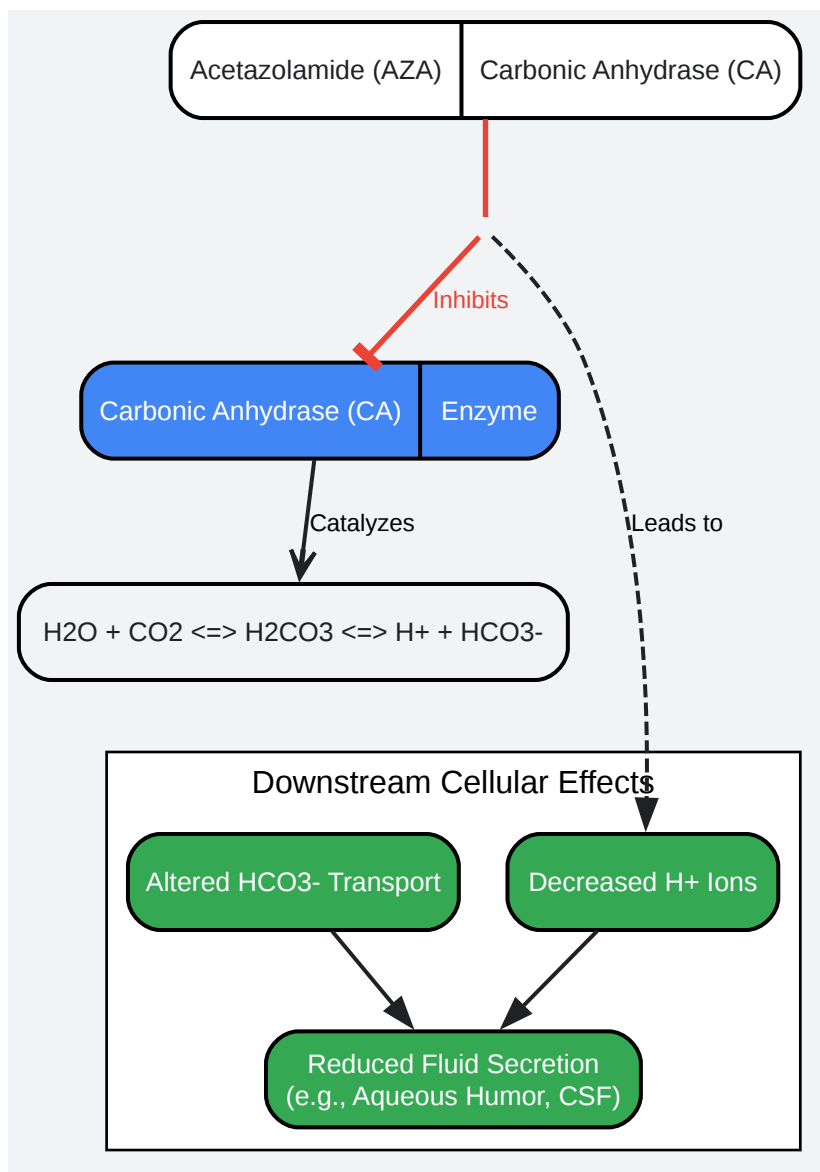 Acetazolamide (AZA)
Carbonic Anhydrase (CA)
Inhibits
Carbonic Anhydrase (CA)
Enzyme
Catalyzes
Leads to
H2O + CO2 <=> H2CO3 <=> H+ + HCO3-
Downstream Cellular Effects
Altered HCO3- Transport
Decreased H+ Ions
Reduced Fluid Secretion
(e.g., Aqueous Humor, CSF)